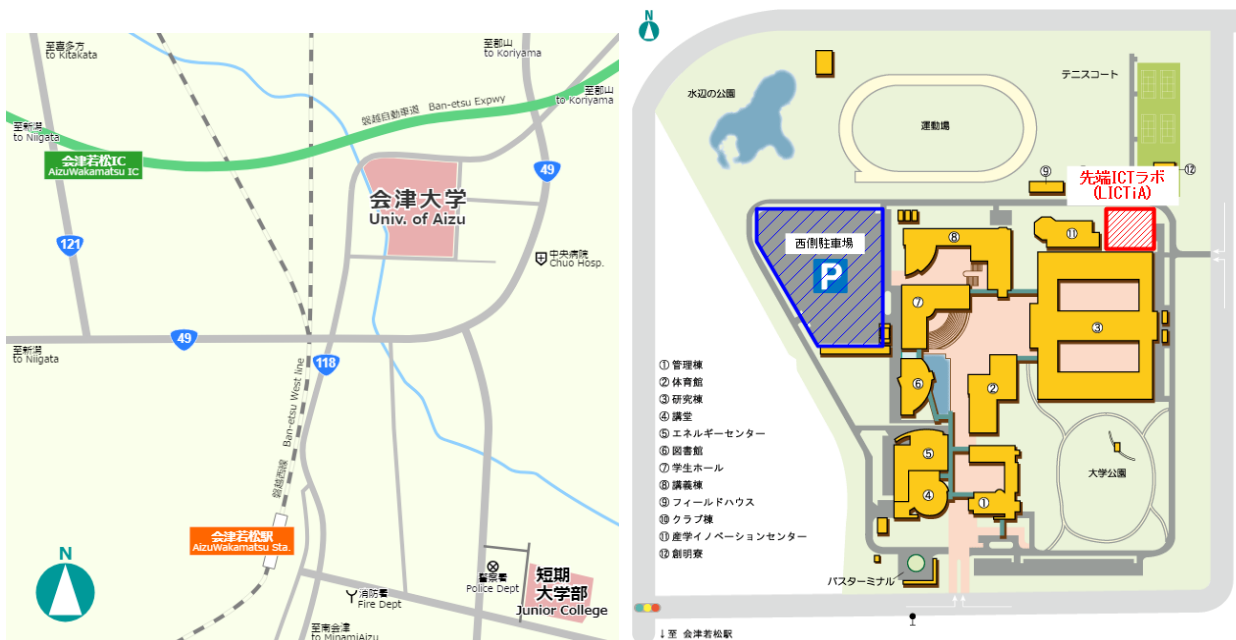 至喜多方
to Kitakata
至郡山
to Koriyama
至郡山
to Koriyama
磐越自動車道 Ban-etsu Expwy
至新潟
to Niigata
会津若松IC
AizuWakamatsu IC
49
会津大学
Univ. of Aizu
121
中央病院
Chuo Hosp.
49
至新潟
to Niigata
118
磐越西線 Ban-etsu West line
会津若松駅
AizuWakamatsu Sta.
N
警察署
Police Dept
短期
大学部
Junior College
消防署
Fire Dept
至南会津
to MinamiAizu
N
水辺の公園
運動場
テニスコート
⑨
⑫
先端ICTラボ
(LICTiA)
西側駐車場
P
⑧
⑪
⑦
③
⑥
②
⑤
④
①
大学公園
① 管理棟
② 体育館
③ 研究棟
④ 講堂
⑤ エネルギーセンター
⑥ 図書館
⑦ 学生ホール
⑧ 講義棟
⑨ フィールドハウス
⑩ クラブ棟
⑪ 産学イノベーションセンター
⑫ 創明寮
バスターミナル
↓至 会津若松駅